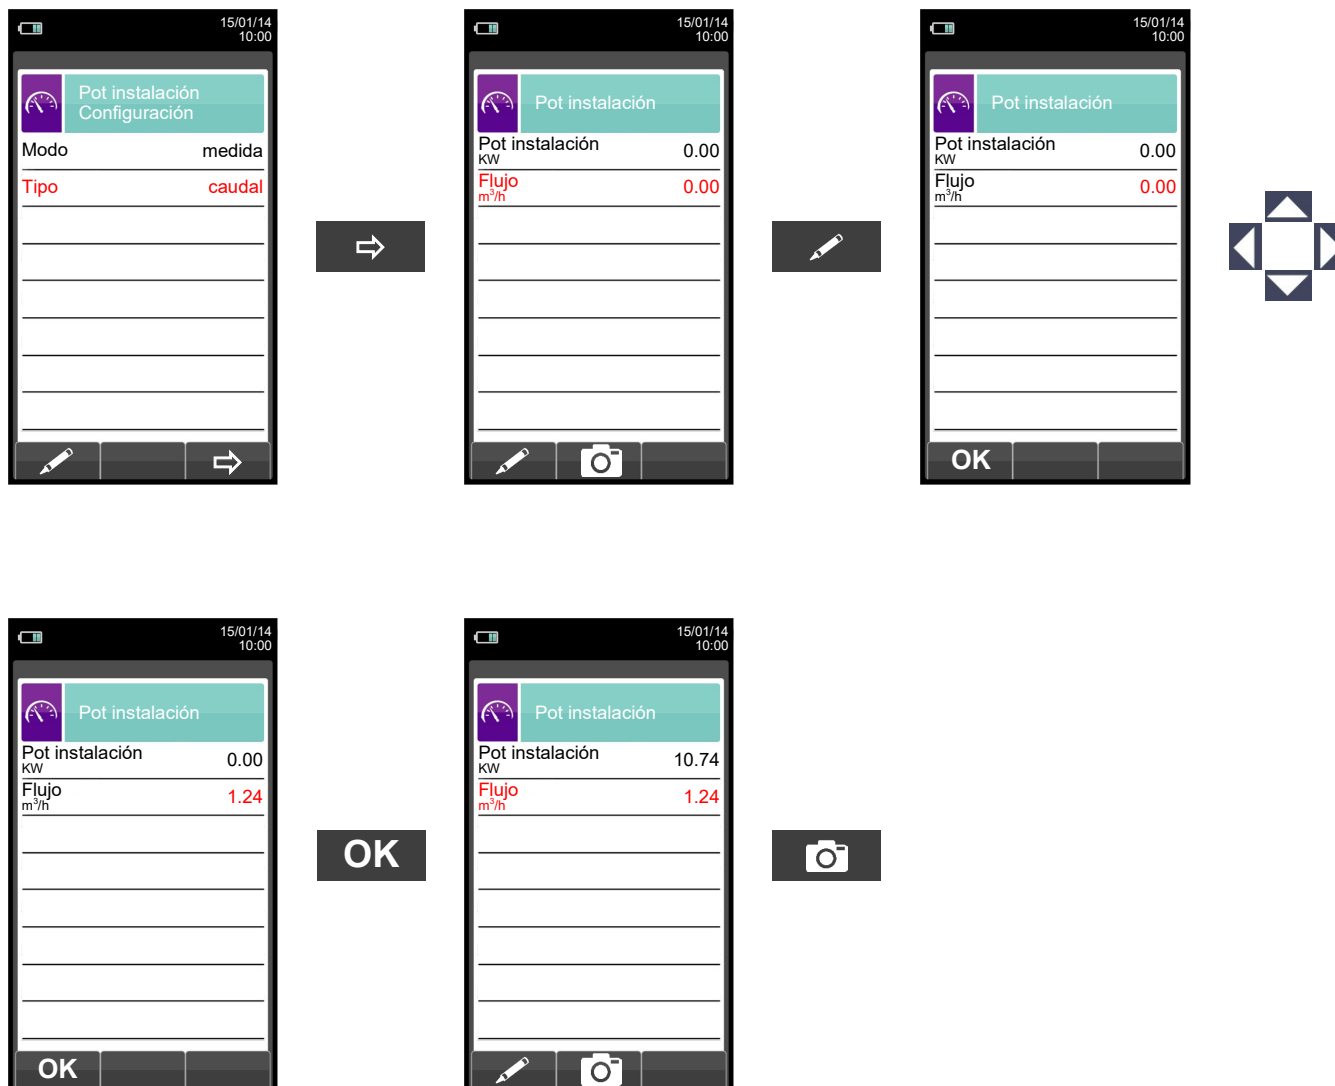 15/01/14
10:00
Pot instalación
Configuración
Modo medida
Tipo caudal
15/01/14
10:00
Pot instalación
Pot instalación 0.00
KW
Flujo 0.00
m³/h
15/01/14
10:00
Pot instalación
Pot instalación 0.00
KW
Flujo 0.00
m³/h
OK
15/01/14
10:00
Pot instalación
Pot instalación 0.00
KW
Flujo 1.24
m³/h
OK
OK
15/01/14
10:00
Pot instalación
Pot instalación 10.74
KW
Flujo 1.24
m³/h